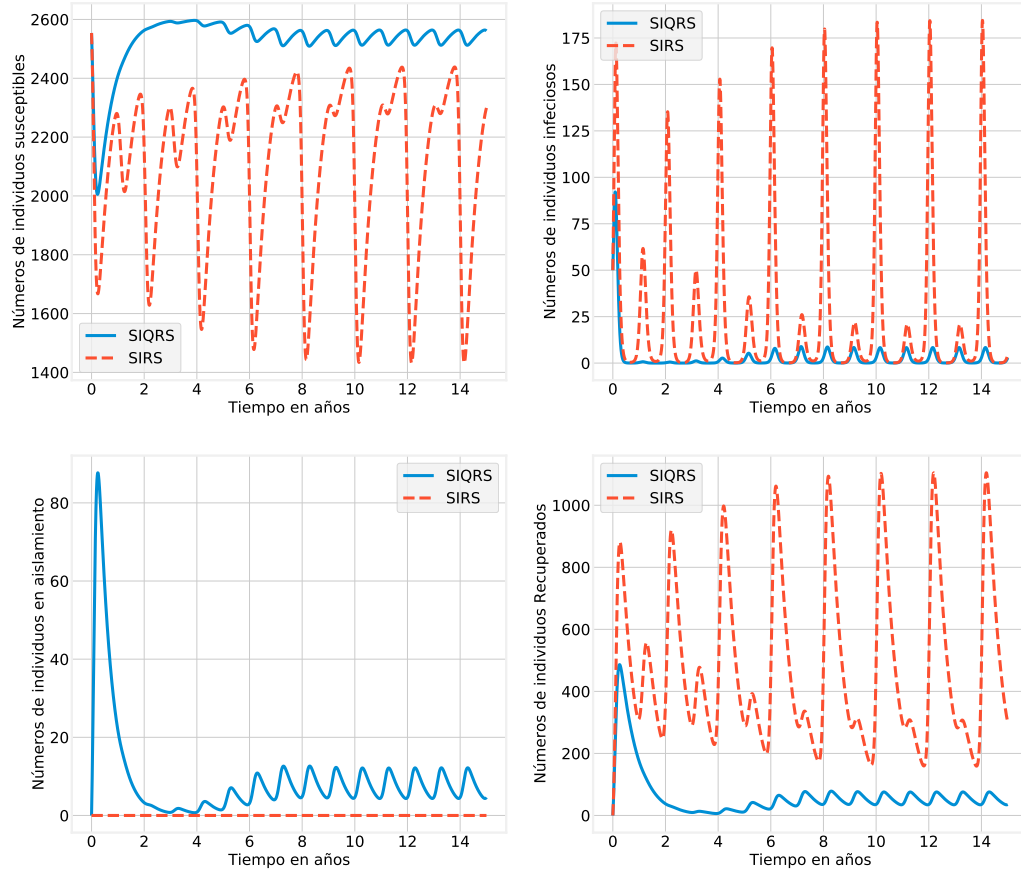 Números de individuos susceptibles
2600
2400
2200
2000
1800
1600
1400
SIQRS
SIRS
0 2 4 6 8 10 12 14
Tiempo en años
Números de individuos infeciosos
175
150
125
100
75
50
25
0
SIQRS
SIRS
0 2 4 6 8 10 12 14
Tiempo en años
Números de individuos en aislamiento
80
60
40
20
0
SIQRS
SIRS
0 2 4 6 8 10 12 14
Tiempo en años
Números de individuos Recuperados
1000
800
600
400
200
0
SIQRS
SIRS
0 2 4 6 8 10 12 14
Tiempo en años